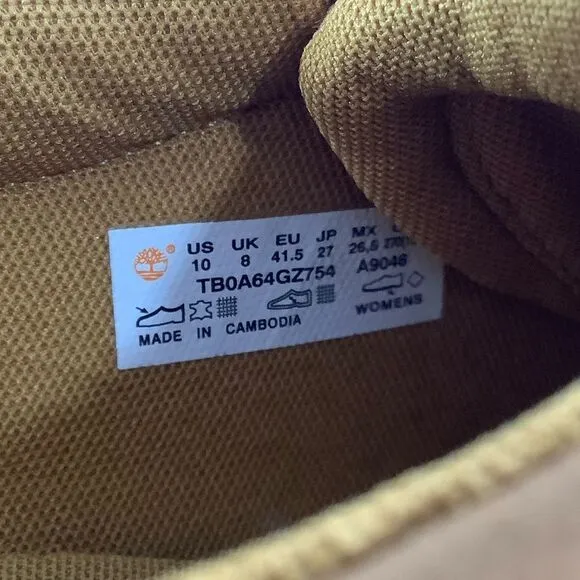 ® US UK EU JP MX
10 8 41.5 27 26,5
TB0A64GZ754 A9046
WOMENS
MADE IN CAMBODIA